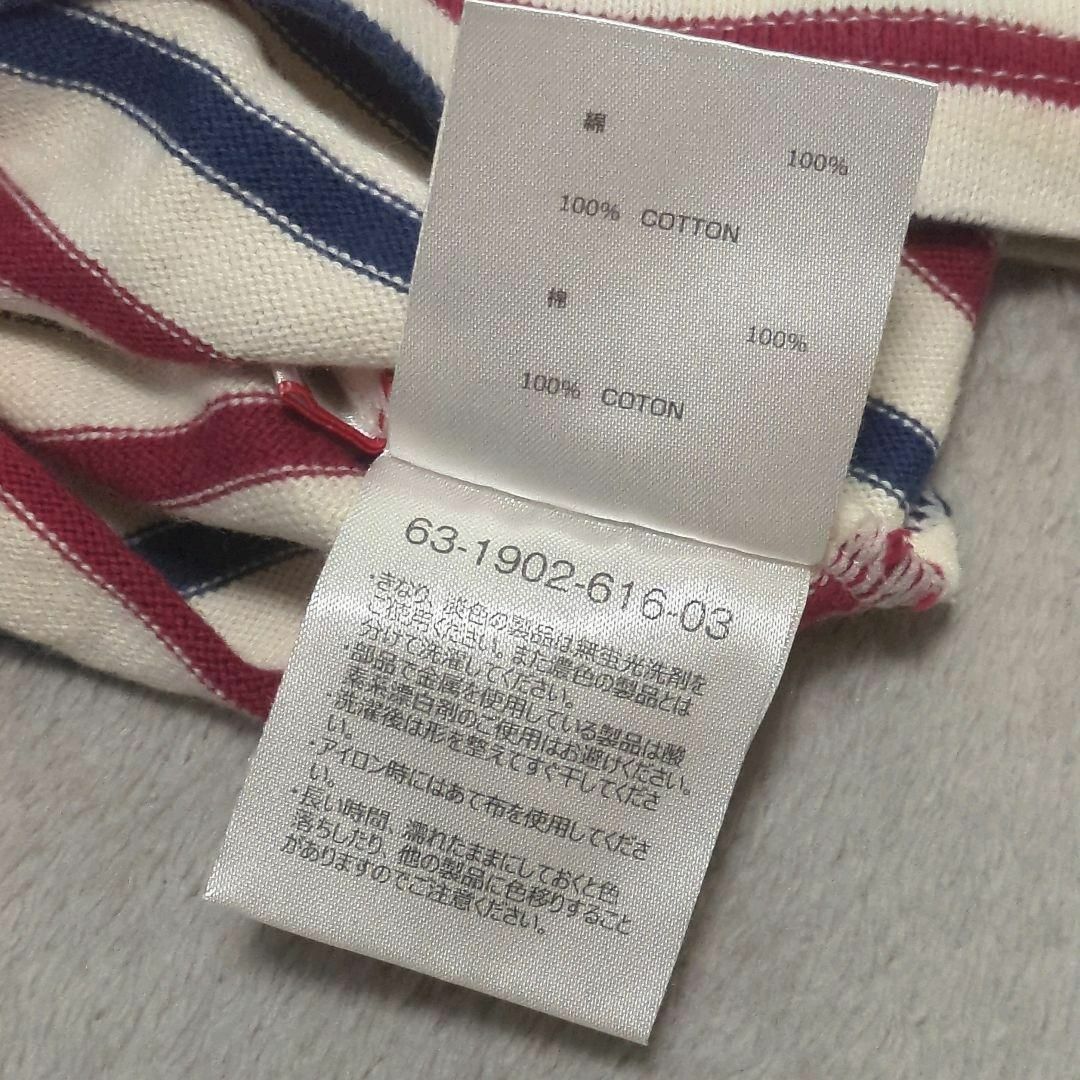 綿
100%
100% COTTON
綿
100%
100% COTON
63-1902-616-03
・きなり、淡色の製品は無蛍光洗剤を
ご使用ください。また濃色の製品とは
分けて洗濯してください。
・部品で金属を使用している製品は酸
素系漂白剤のご使用はお避けください。
・洗濯後は形を整えてすぐ干してくださ
い。
・アイロン時にはあて布を使用してくださ
い。
・長い時間、濡れたままにしておくと色
落ちしたり、他の製品に色移りすること
がありますのでご注意ください。